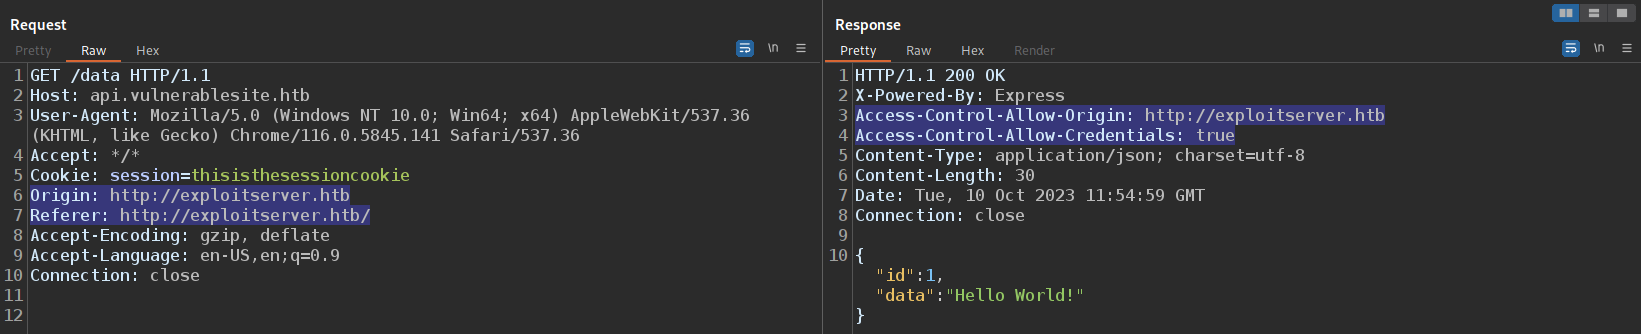 Request
Pretty Raw Hex \n
1 GET /data HTTP/1.1
2 Host: api.vulnerablesite.htb
3 User-Agent: Mozilla/5.0 (Windows NT 10.0; Win64; x64) AppleWebKit/537.36
(KHTML, like Gecko) Chrome/116.0.5845.141 Safari/537.36
4 Accept: */*
5 Cookie: session=thisisthesessioncookie
6 Origin: http://exploitserver.htb
7 Referer: http://exploitserver.htb/
8 Accept-Encoding: gzip, deflate
9 Accept-Language: en-US,en;q=0.9
10 Connection: close
11
12
Response
Pretty Raw Hex Render \n
1 HTTP/1.1 200 OK
2 X-Powered-By: Express
3 Access-Control-Allow-Origin: http://exploitserver.htb
4 Access-Control-Allow-Credentials: true
5 Content-Type: application/json; charset=utf-8
6 Content-Length: 30
7 Date: Tue, 10 Oct 2023 11:54:59 GMT
8 Connection: close
9
10 {
"id":1,
"data":"Hello World!"
}